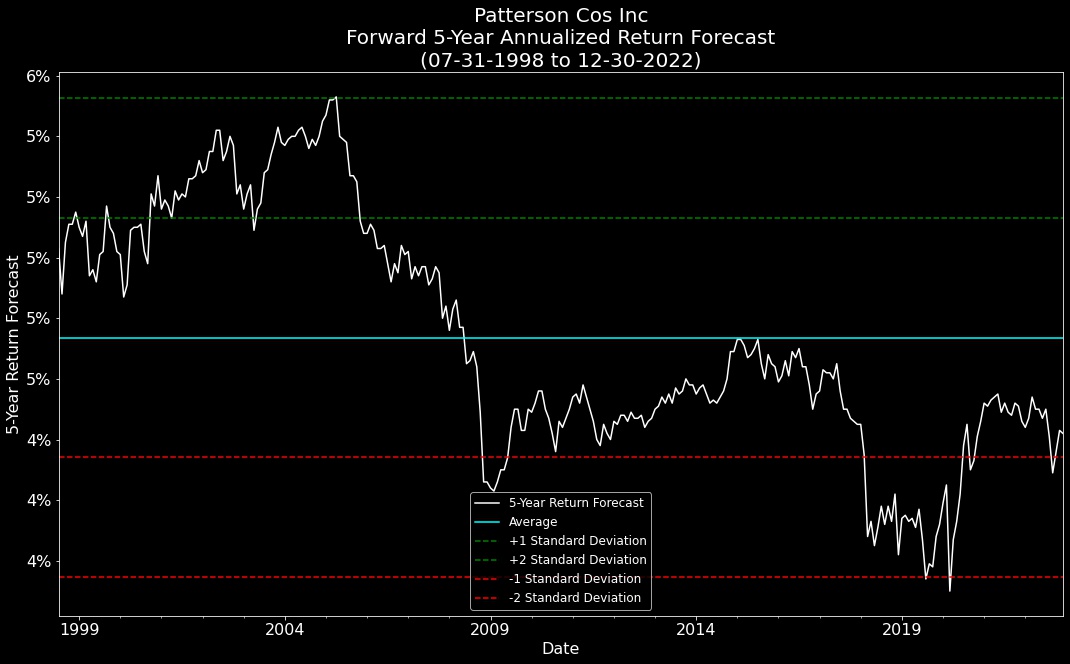 Patterson Cos Inc
Forward 5-Year Annualized Return Forecast
(07-31-1998 to 12-30-2022)
6%
5%
5%
5%
5%
5%
4%
4%
4%
5-Year Return Forecast
5-Year Return Forecast
Average
+1 Standard Deviation
+2 Standard Deviation
-1 Standard Deviation
-2 Standard Deviation
1999 2004 2009 2014 2019
Date